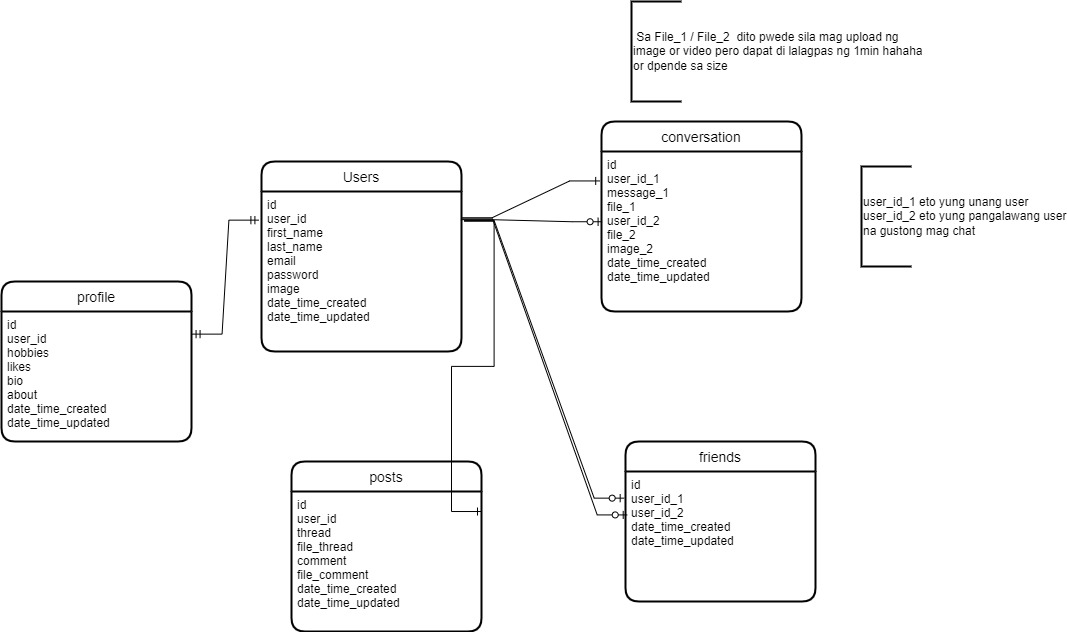 Sa File_1 / File_2 dito pwede sila mag upload ng
image or video pero dapat di lalagpas ng 1min hahaha
or dpende sa size
conversation
id
user_id_1
message_1
file_1
user_id_2
file_2
image_2
date_time_created
date_time_updated
user_id_1 eto yung unang user
user_id_2 eto yung pangalawang user
na gustong mag chat
Users
id
user_id
first_name
last_name
email
password
image
date_time_created
date_time_updated
profile
id
user_id
hobbies
likes
bio
about
date_time_created
date_time_updated
posts
id
user_id
thread
file_thread
comment
file_comment
date_time_created
date_time_updated
friends
id
user_id_1
user_id_2
date_time_created
date_time_updated